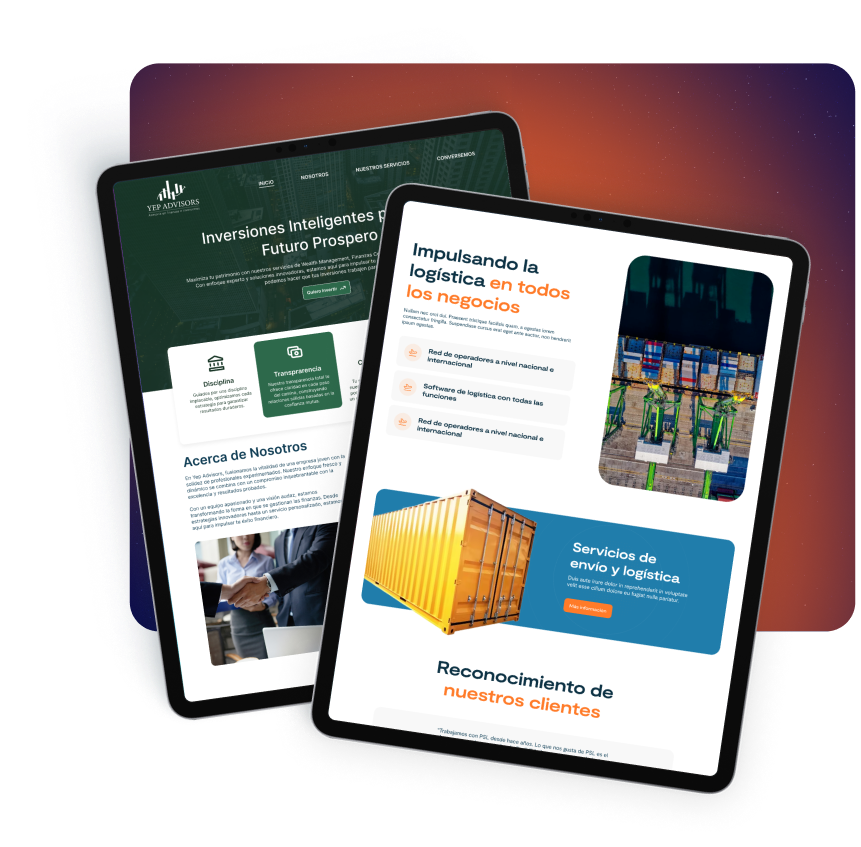 YEP ADVISORS
INICIO
NOSOTROS
NUESTROS SERVICIOS
CONVERSEMOS
Inversiones Inteligentes p
Futuro Prospero
Maximiza tu patrimonio con nuestros servicios de Wealth Management, Finanzas
Con enfoque experto y soluciones innovadoras, estamos aquí para impulsar te
podemos hacer que tus inversiones trabajen
Quiero Invertir
Disciplina
Guiados por una disciplina
implacable, optimizamos cada
estrategia para garantizar
resultados duraderos.
Transprarencia
Nuestra transparencia total te
ofrece claridad en cada paso
del camino, construyendo
relaciones sólidas basadas en la
confianza mutua.
Acerca de Nosotros
En Yep Advisors, fusionamos la vitalidad de una empresa joven con la
solidez de profesionales experimentados. Nuestro enfoque fresco y
dinámico se combina con un compromiso inquebrantable con la
excelencia y resultados probados.
Con un equipo apasionado y una visión audaz, estamos
transformando la forma en que se gestionan las finanzas. Desde
estrategias innovadoras hasta un servicio personalizado, estamos
aquí para impulsar tu éxito financiero.
Impulsando la
logística en todos
los negocios
Nullam nec orci dui. Praesent tristique facilisis quam, a egestas lorem
consectetur fringilla. Suspendisse cursus erat eget ante auctor, non hendrerit
ipsum egestas.
Red de operadores a nivel nacional e
internacional
Software de logística con todas las
funciones
Red de operadores a nivel nacional e
internacional
Servicios de
envío y logística
Duis aute irure dolor in reprehenderit in voluptate
velit esse cillum dolore eu fugiat nulla pariatur.
Más información
Reconocimiento de
nuestros clientes
"Trabajamos con PSL desde hace años. Lo que nos gusta de PSL es el